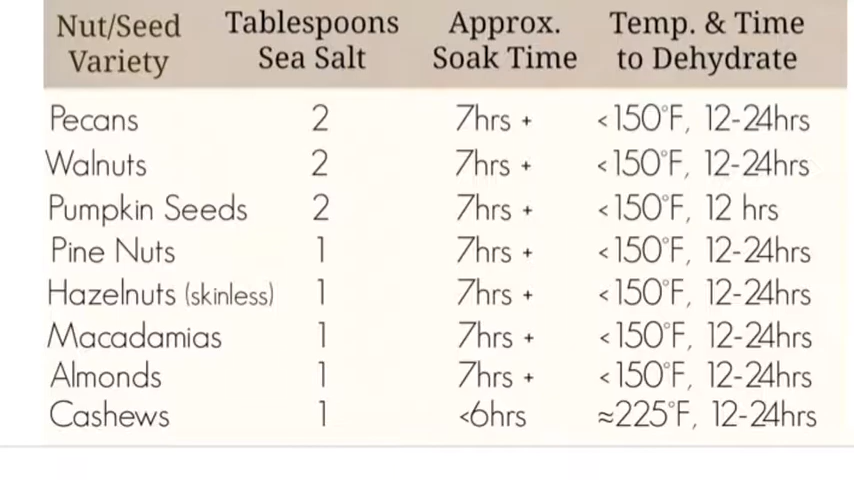 Nut/Seed Variety Tablespoons Sea Salt Approx. Soak Time Temp. & Time to Dehydrate
Pecans 2 7hrs + <150°F, 12-24hrs
Walnuts 2 7hrs + <150°F, 12-24hrs
Pumpkin Seeds 2 7hrs + <150°F, 12 hrs
Pine Nuts 1 7hrs + <150°F, 12-24hrs
Hazelnuts (skinless) 1 7hrs + <150°F, 12-24hrs
Macadamias 1 7hrs + <150°F, 12-24hrs
Almonds 1 7hrs + <150°F, 12-24hrs
Cashews 1 <6hrs ≈225°F, 12-24hrs